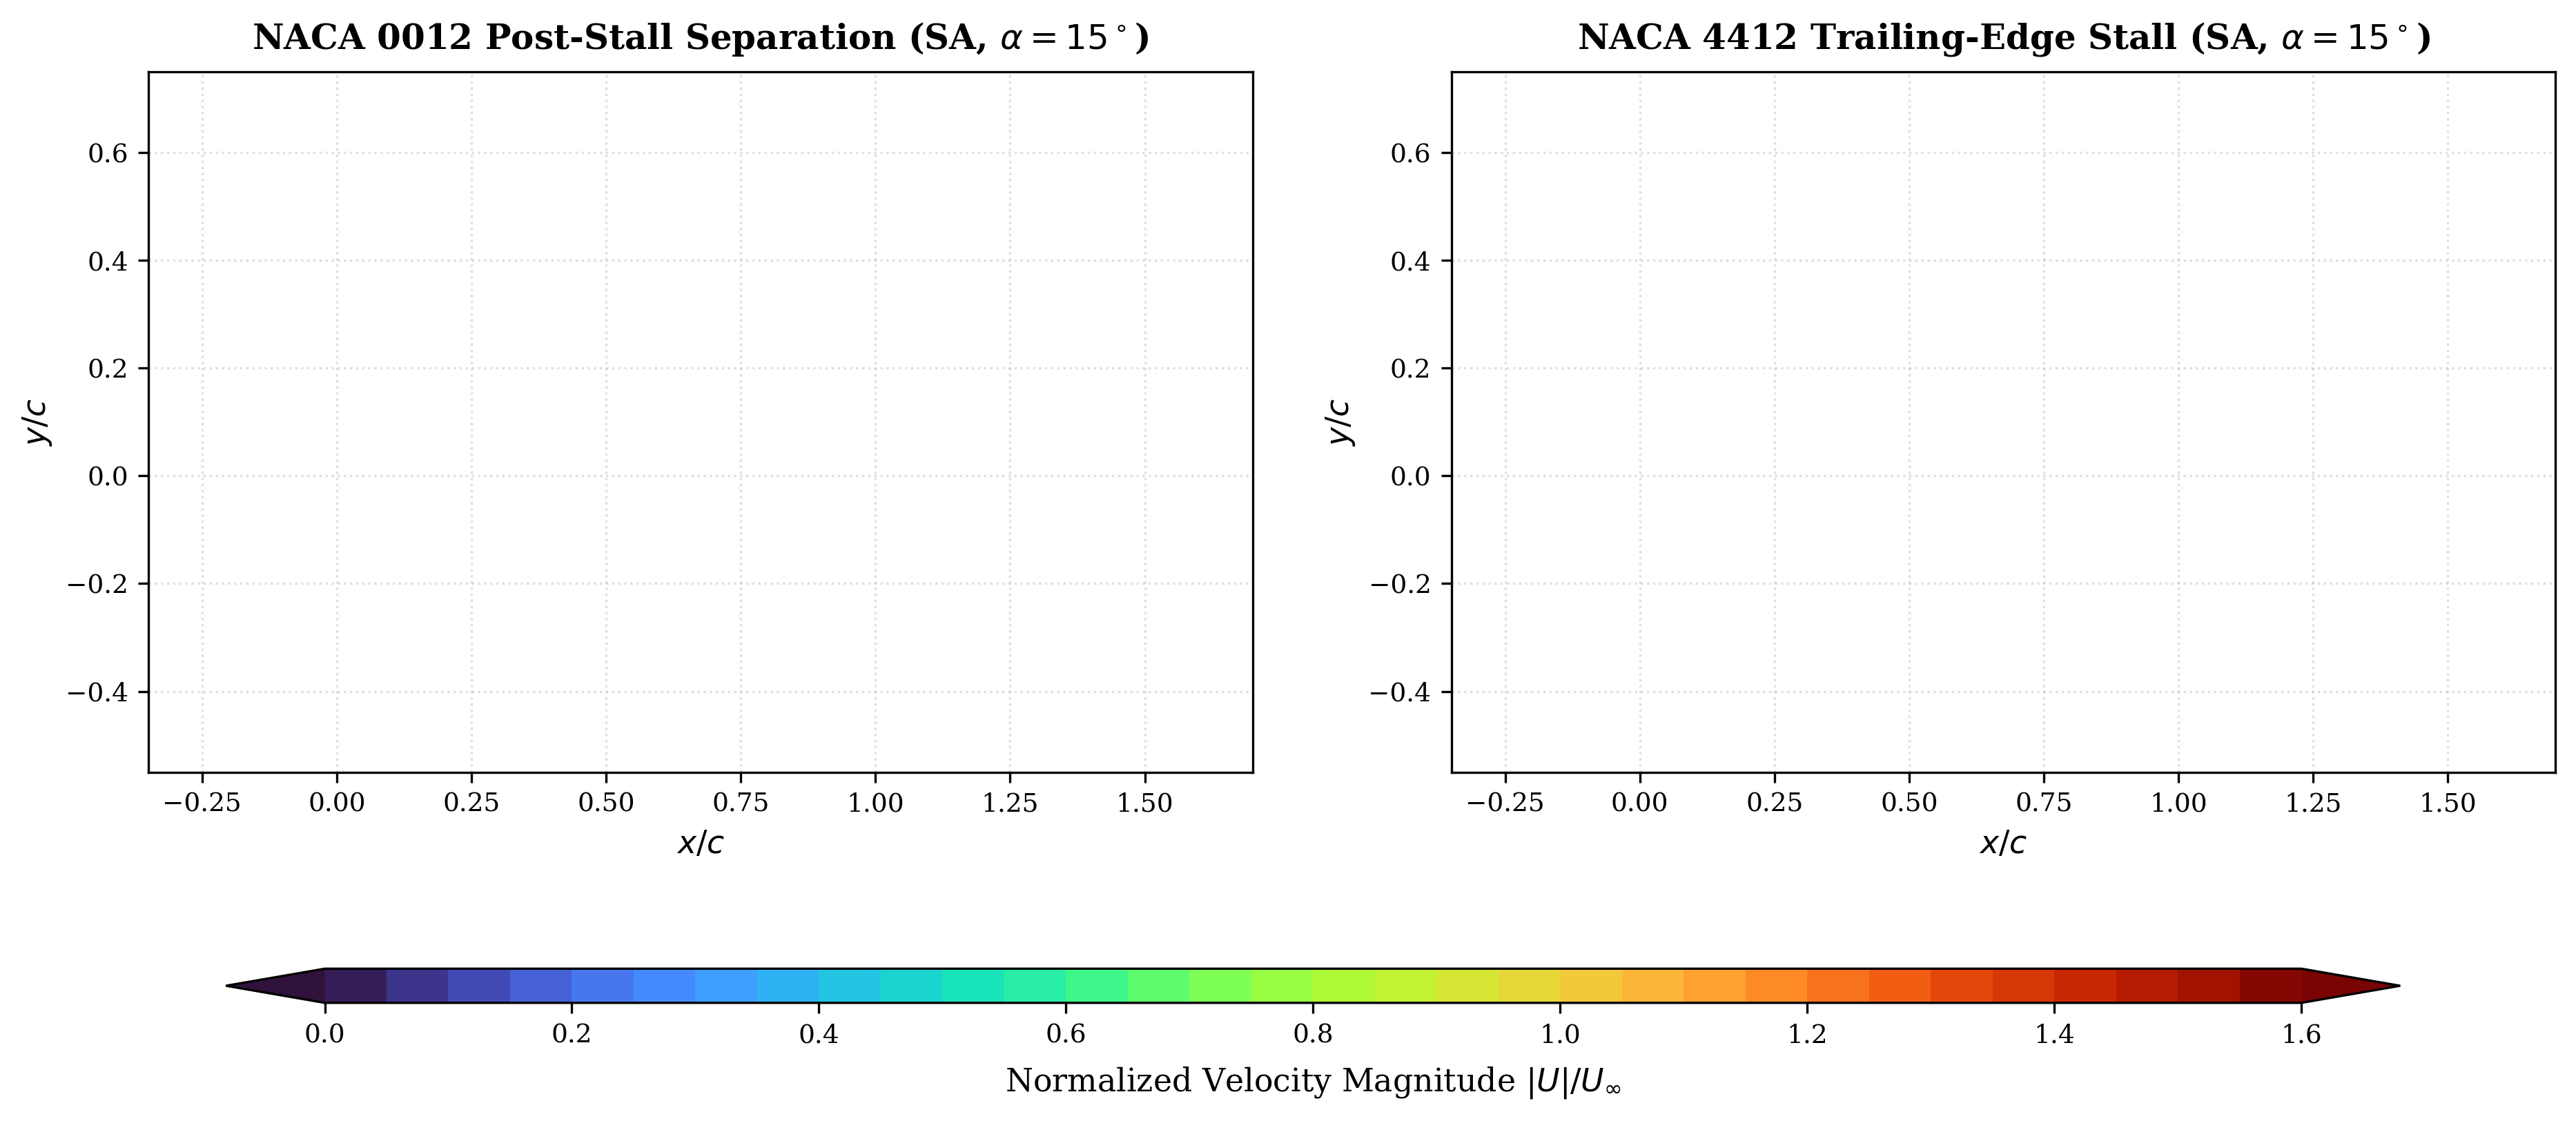 NACA 0012 Post-Stall Separation (SA, α = 15°)
y/c
0.6
0.4
0.2
0.0
−0.2
−0.4
−0.25 0.00 0.25 0.50 0.75 1.00 1.25 1.50
x/c
NACA 4412 Trailing-Edge Stall (SA, α = 15°)
y/c
0.6
0.4
0.2
0.0
−0.2
−0.4
−0.25 0.00 0.25 0.50 0.75 1.00 1.25 1.50
x/c
0.0 0.2 0.4 0.6 0.8 1.0 1.2 1.4 1.6
Normalized Velocity Magnitude |U|/U∞